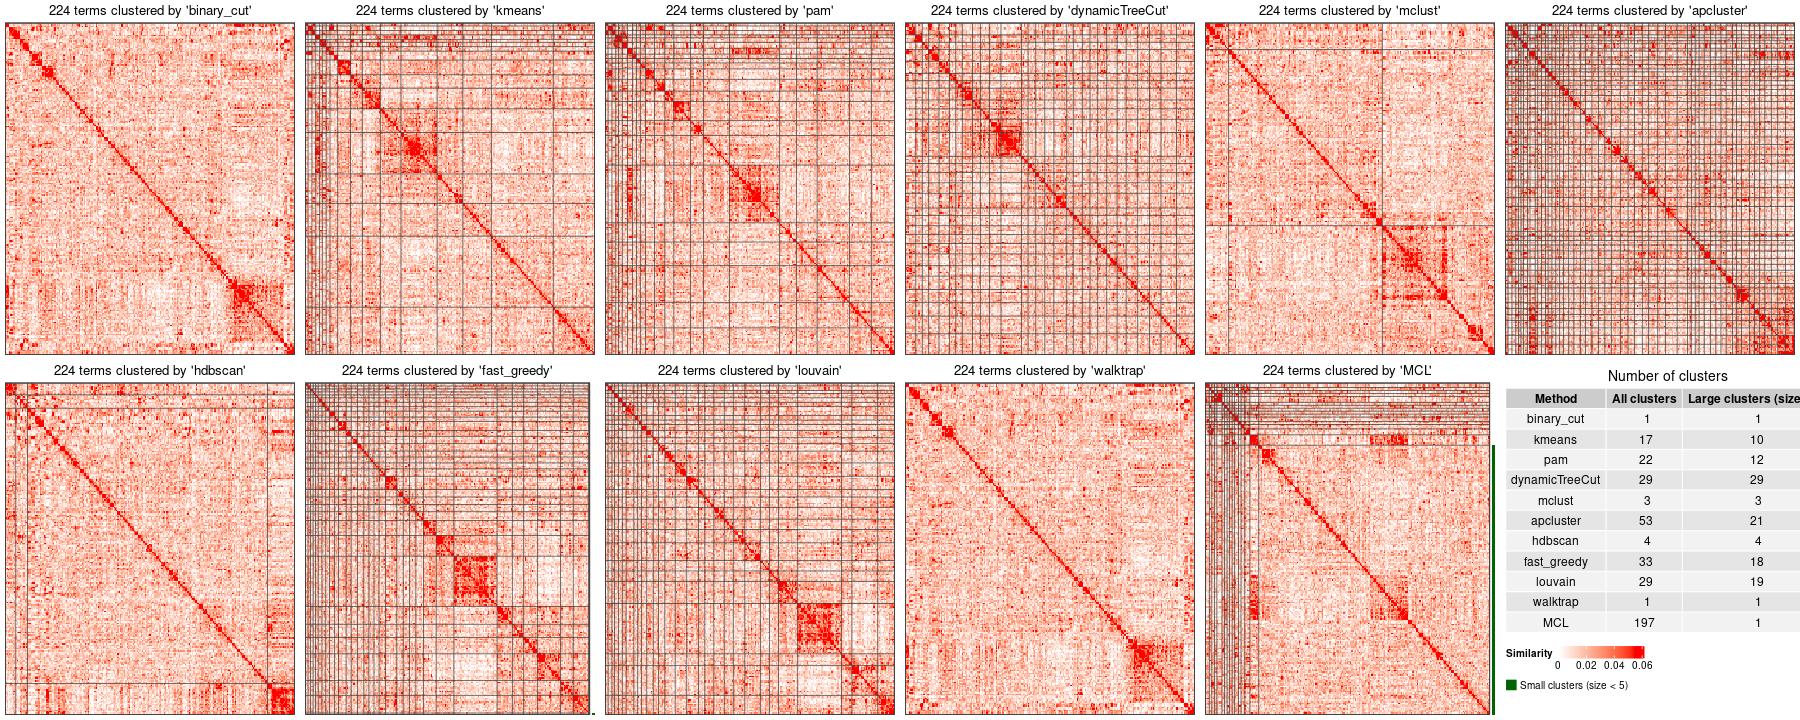 224 terms clustered by 'binary_cut'
224 terms clustered by 'kmeans'
224 terms clustered by 'pam'
224 terms clustered by 'dynamicTreeCut'
224 terms clustered by 'mclust'
224 terms clustered by 'apcluster'
224 terms clustered by 'hdbscan'
224 terms clustered by 'fast_greedy'
224 terms clustered by 'louvain'
224 terms clustered by 'walktrap'
224 terms clustered by 'MCL'
Number of clusters
Method All clusters Large clusters (size
binary_cut 1 1
kmeans 17 10
pam 22 12
dynamicTreeCut 29 29
mclust 3 3
apcluster 53 21
hdbscan 4 4
fast_greedy 33 18
louvain 29 19
walktrap 1 1
MCL 197 1
Similarity
0 0.02 0.04 0.06
Small clusters (size < 5)